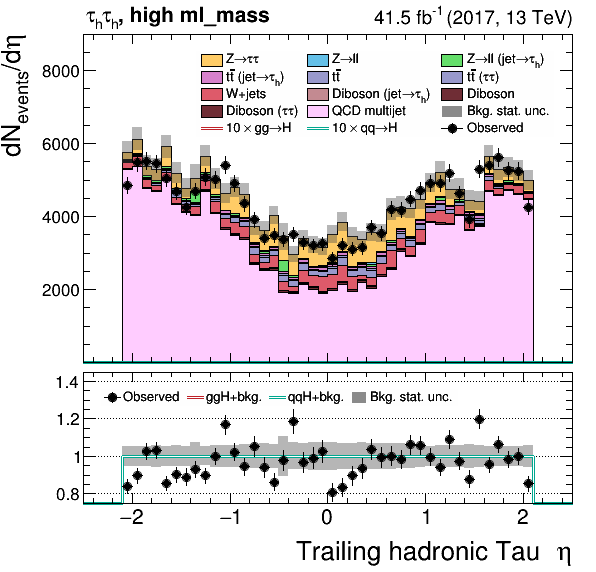 τhτh, high ml_mass 41.5 fb-1 (2017, 13 TeV)
dNevents/dη
8000
6000
4000
2000
Z→ττ Z→ll Z→ll (jet→τh)
tt̄ (jet→τh) tt̄ tt̄ (ττ)
W+jets Diboson (jet→τh) Diboson
Diboson (ττ) QCD multijet Bkg. stat. unc.
10 × gg→H 10 × qq→H Observed
1.4
1.2
1
0.8
Observed ggH+bkg. qqH+bkg. Bkg. stat. unc.
−2 −1 0 1 2
Trailing hadronic Tau η